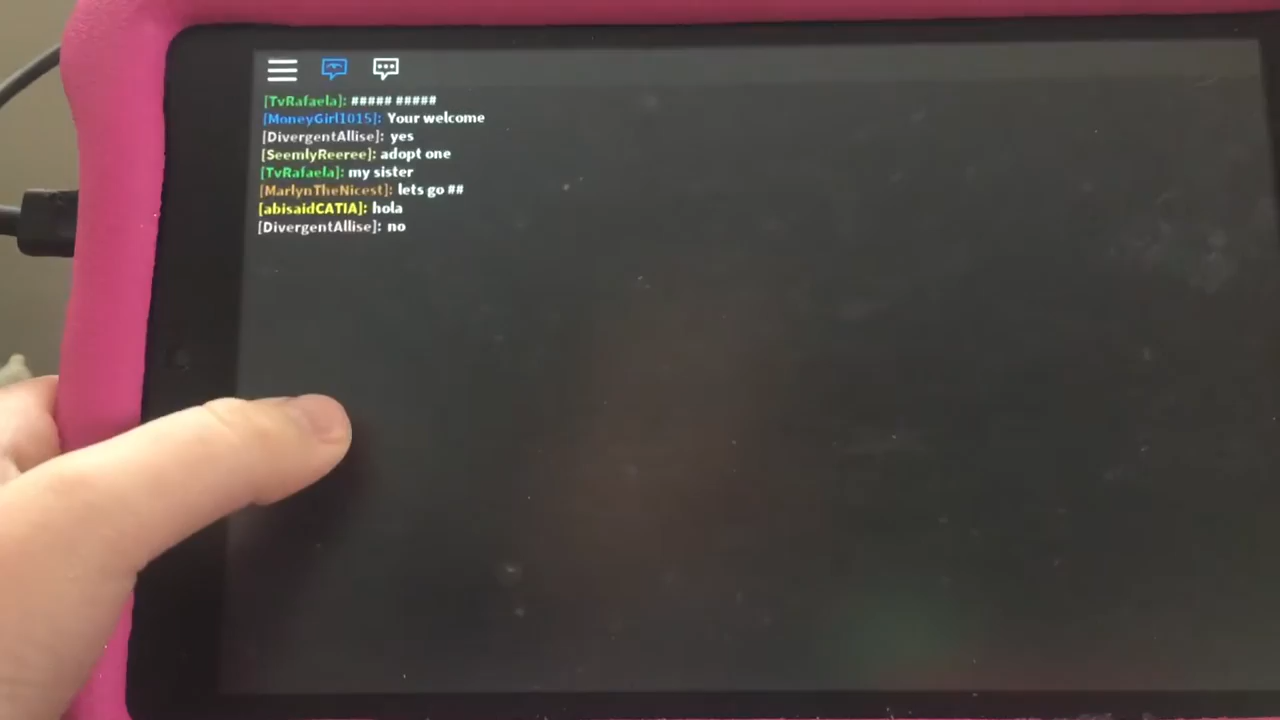 [TvRafaela]: ##### #####
[MoneyGirl1015]: Your welcome
[DivergentAllise]: yes
[SeemlyReeree]: adopt one
[TvRafaela]: my sister
[MarlynTheNicest]: lets go ##
[abisaidCATIA]: hola
[DivergentAllise]: no